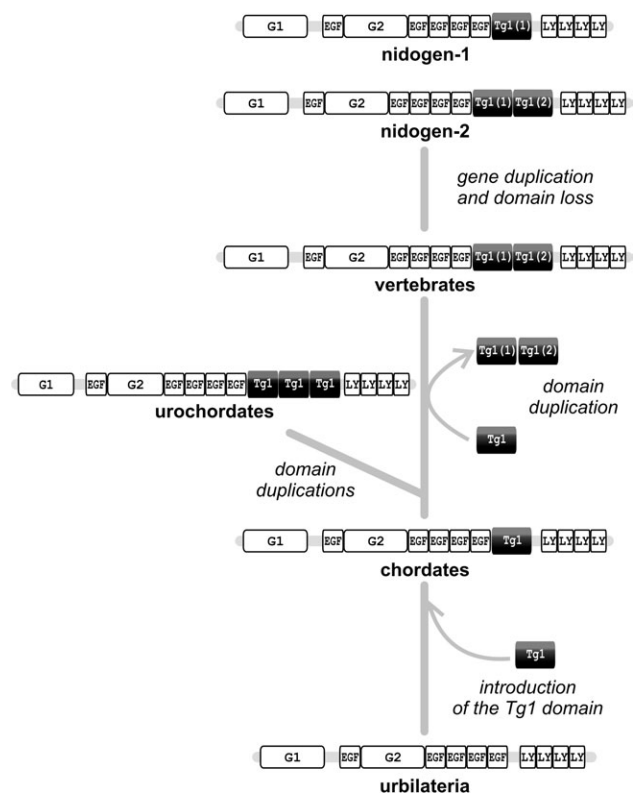 G1 EGF G2 EGF EGF EGF EGF Tg1(1) LY LY LY LY
nidogen-1
G1 EGF G2 EGF EGF EGF EGF Tg1(1) Tg1(2) LY LY LY LY
nidogen-2
gene duplication
and domain loss
G1 EGF G2 EGF EGF EGF EGF Tg1(1) Tg1(2) LY LY LY LY
vertebrates
Tg1(1) Tg1(2)
domain
duplication
Tg1
G1 EGF G2 EGF EGF EGF EGF Tg1 Tg1 Tg1 LY LY LY LY
urochordates
domain
duplications
G1 EGF G2 EGF EGF EGF EGF Tg1 LY LY LY LY
chordates
Tg1
introduction
of the Tg1 domain
G1 EGF G2 EGF EGF EGF EGF LY LY LY LY
urbilateria